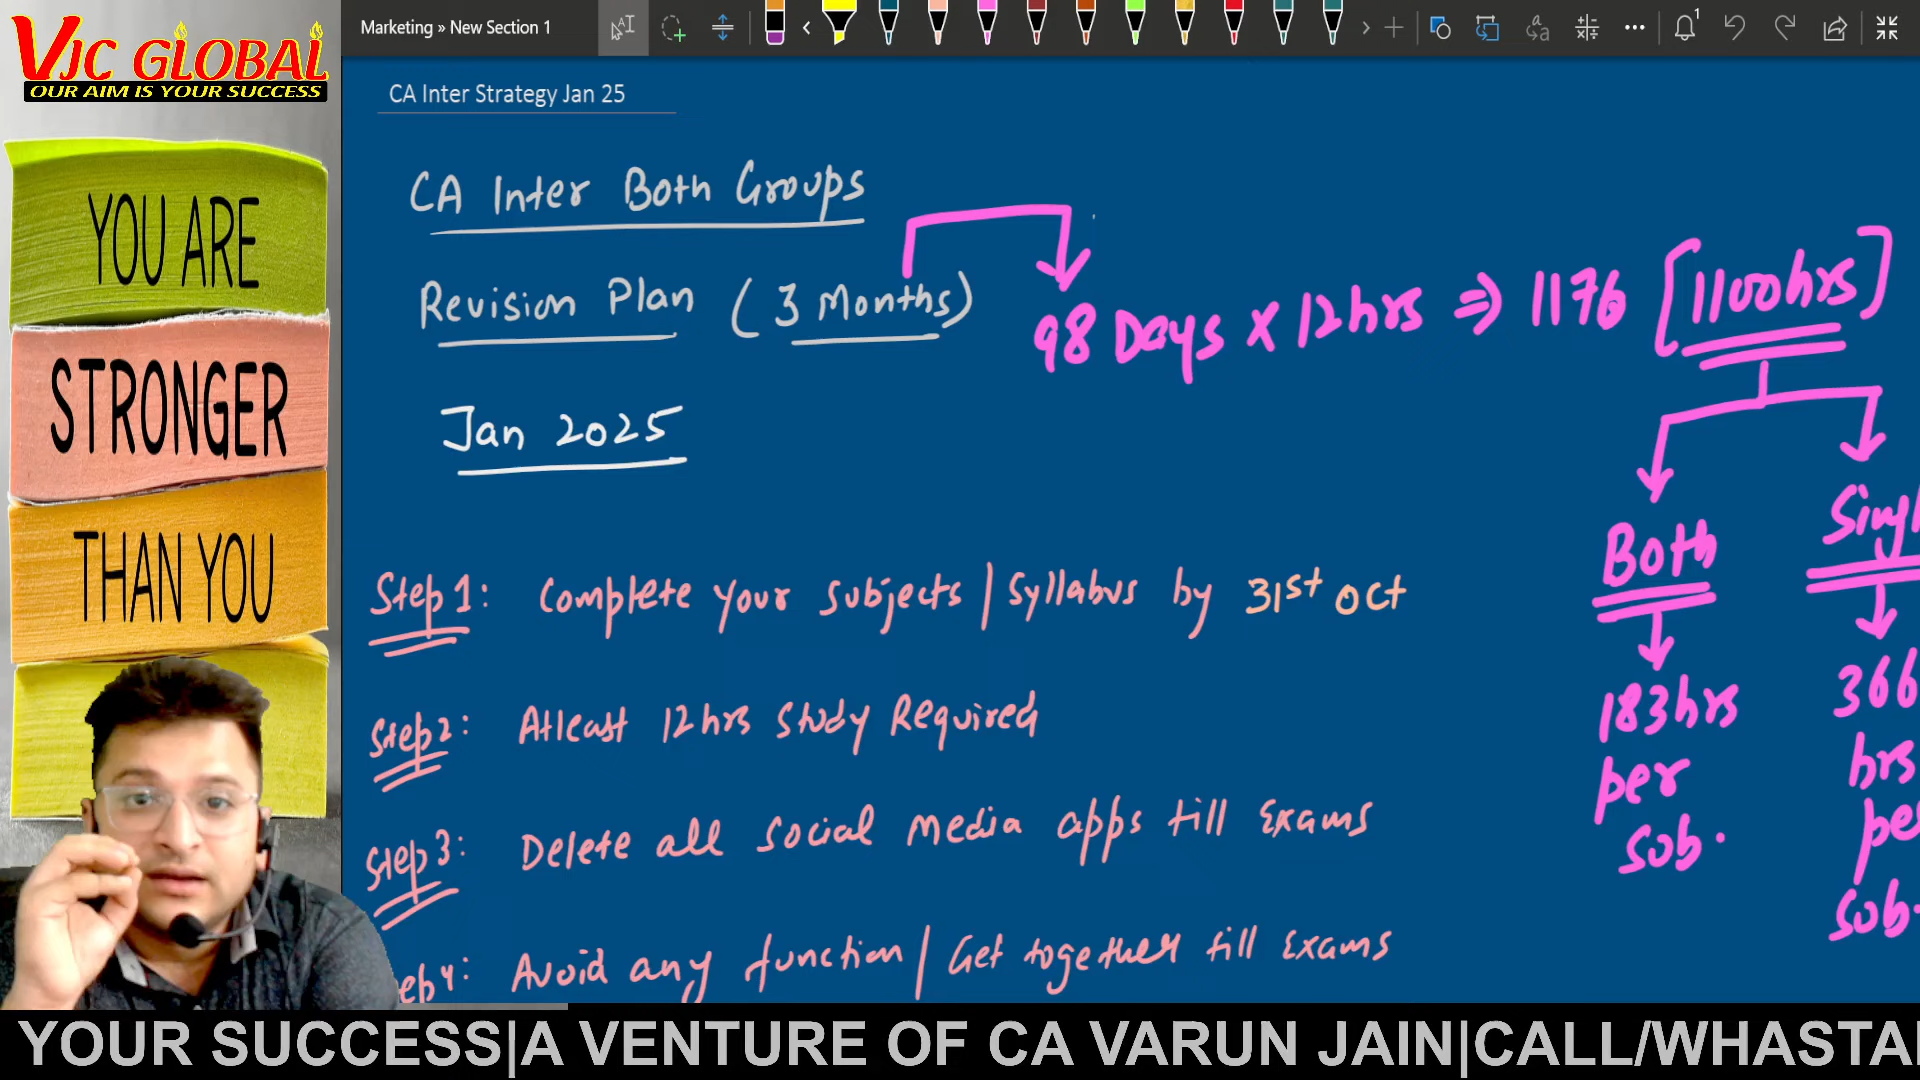 VJC GLOBAL
OUR AIM IS YOUR SUCCESS
YOU ARE
STRONGER
THAN YOU
Marketing » New Section 1
CA Inter Strategy Jan 25
CA Inter Both Groups
Revision Plan (3 Months)
98 Days x 12hrs ⇒ 1176 [1100hrs]
Jan 2025
Both
183hrs
per
sub.
366
hrs
sub.
Step 1: Complete your subjects/syllabus by 31st Oct
Step 2: Atleast 12hrs Study Required
Step 3: Delete all social media apps till Exams
Avoid any function/Get together till Exams
YOUR SUCCESS|A VENTURE OF CA VARUN JAIN|CALL/WHASTA